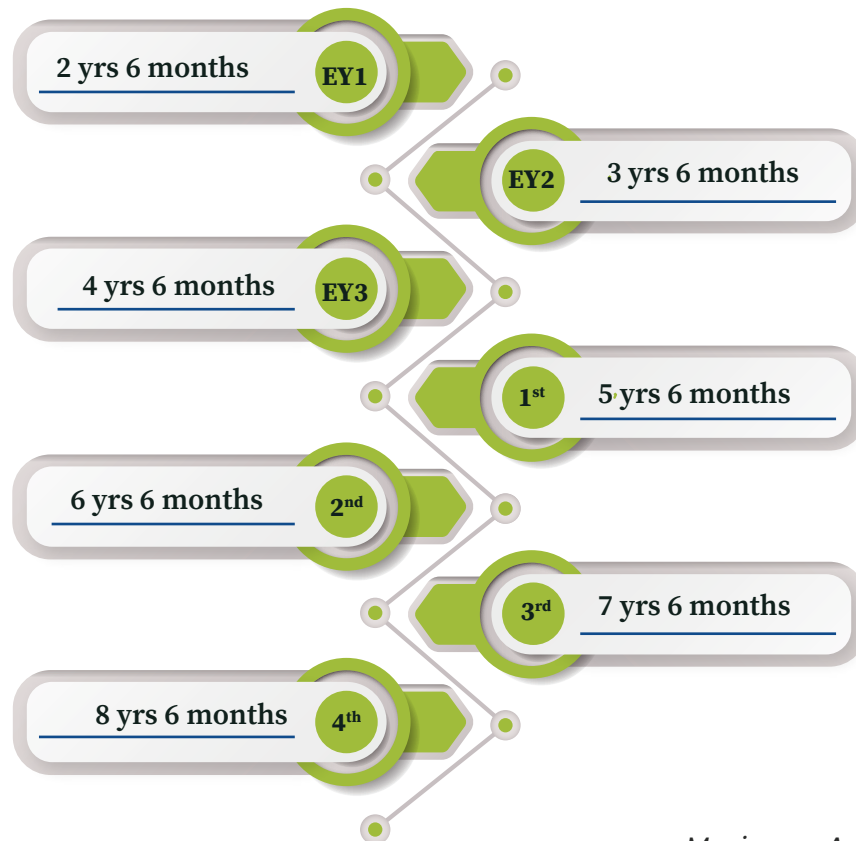 2 yrs 6 months EY1
EY2 3 yrs 6 months
4 yrs 6 months EY3
1st 5 yrs 6 months
6 yrs 6 months 2nd
3rd 7 yrs 6 months
8 yrs 6 months 4th